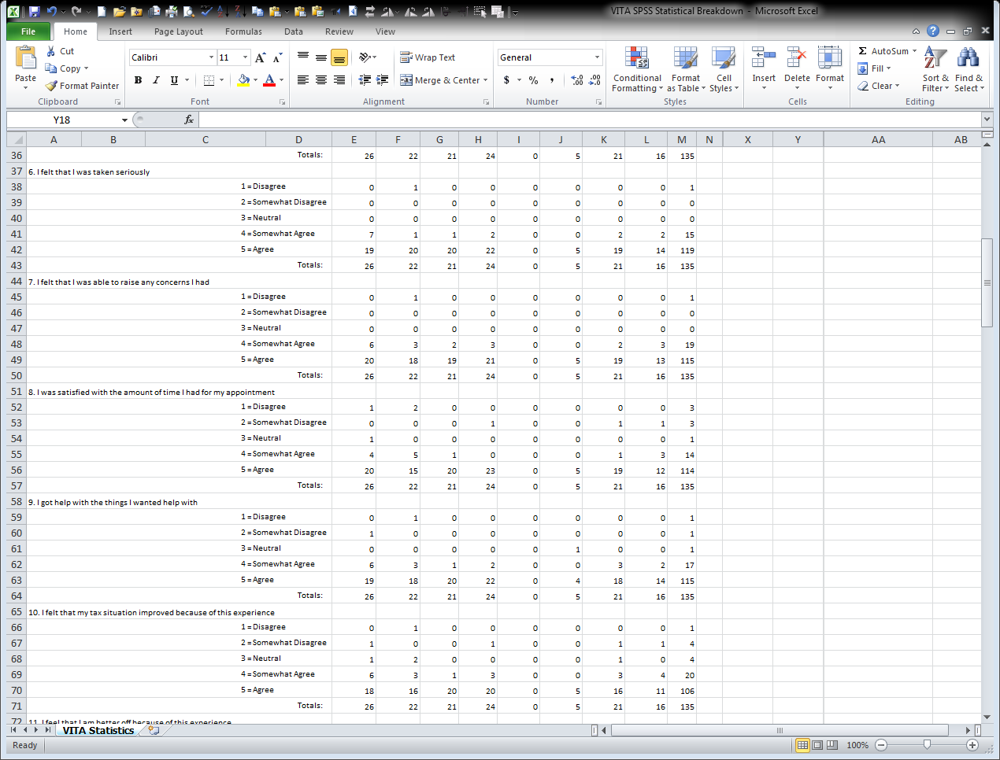 VITA SPSS Statistical Breakdown - Microsoft Excel
File Home Insert Page Layout Formulas Data Review View
Cut
Copy
Format Painter
Paste
Clipboard
Calibri 11
B I U
Font
Wrap Text
Merge & Center
Alignment
General
$ % ,
Number
Conditional Formatting
Format as Table
Cell Styles
Styles
Insert Delete Format
Cells
Σ AutoSum
Fill
Clear
Sort & Filter
Find & Select
Editing
Y18 fx
A B C D E F G H I J K L M N X Y AA AB
36 Totals: 26 22 21 24 0 5 21 16 135
37 6. I felt that I was taken seriously
38 1 = Disagree 0 1 0 0 0 0 0 0 1
39 2 = Somewhat Disagree 0 0 0 0 0 0 0 0 0
40 3 = Neutral 0 0 0 0 0 0 0 0 0
41 4 = Somewhat Agree 7 1 1 2 0 0 2 2 15
42 5 = Agree 19 20 20 22 0 5 19 14 119
43 Totals: 26 22 21 24 0 5 21 16 135
44 7. I felt that I was able to raise any concerns I had
45 1 = Disagree 0 1 0 0 0 0 0 0 1
46 2 = Somewhat Disagree 0 0 0 0 0 0 0 0 0
47 3 = Neutral 0 0 0 0 0 0 0 0 0
48 4 = Somewhat Agree 6 3 2 3 0 0 2 3 19
49 5 = Agree 20 18 19 21 0 5 19 13 115
50 Totals: 26 22 21 24 0 5 21 16 135
51 8. I was satisfied with the amount of time I had for my appointment
52 1 = Disagree 1 2 0 0 0 0 0 0 3
53 2 = Somewhat Disagree 0 0 0 1 0 0 1 1 3
54 3 = Neutral 1 0 0 0 0 0 0 0 1
55 4 = Somewhat Agree 4 5 1 0 0 0 1 3 14
56 5 = Agree 20 15 20 23 0 5 19 12 114
57 Totals: 26 22 21 24 0 5 21 16 135
58 9. I got help with the things I wanted help with
59 1 = Disagree 0 1 0 0 0 0 0 0 1
60 2 = Somewhat Disagree 1 0 0 0 0 0 0 0 1
61 3 = Neutral 0 0 0 0 0 1 0 0 1
62 4 = Somewhat Agree 6 3 1 2 0 0 3 2 17
63 5 = Agree 19 18 20 22 0 4 18 14 115
64 Totals: 26 22 21 24 0 5 21 16 135
65 10. I felt that my tax situation improved because of this experience
66 1 = Disagree 0 1 0 0 0 0 0 0 1
67 2 = Somewhat Disagree 1 0 0 1 0 0 1 1 4
68 3 = Neutral 1 2 0 0 0 0 1 0 4
69 4 = Somewhat Agree 6 3 1 3 0 0 3 4 20
70 5 = Agree 18 16 20 20 0 5 16 11 106
71 Totals: 26 22 21 24 0 5 21 16 135
72 11. I feel that I am better off because of this experience
VITA Statistics
Ready 100%